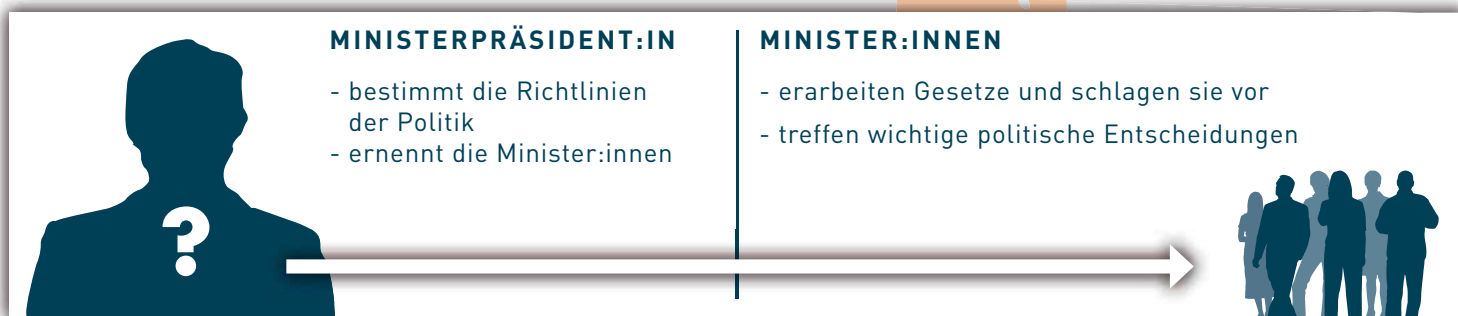 MINISTERPRÄSIDENT:IN
- bestimmt die Richtlinien
der Politik
- ernennt die Minister:innen
?
MINISTER:INNEN
- erarbeiten Gesetze und schlagen sie vor
- treffen wichtige politische Entscheidungen